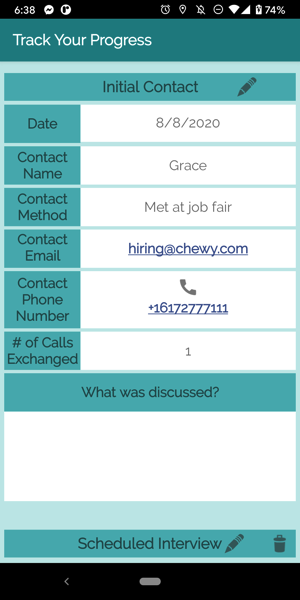 6:38
74%
Track Your Progress
Initial Contact
Date
8/8/2020
Contact
Name
Grace
Contact
Method
Met at job fair
Contact
Email
hiring@chewy.com
Contact
Phone
Number
+16172777111
# of Calls
Exchanged
1
What was discussed?
Scheduled Interview